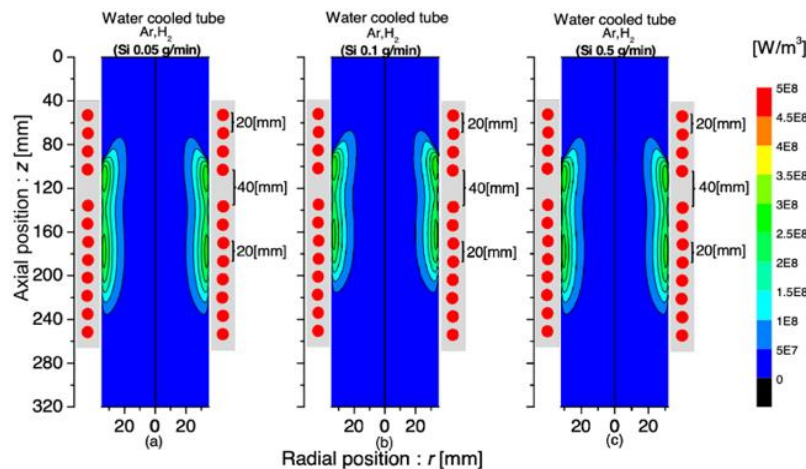 Water cooled tube
Ar,H₂
(Si 0.05 g/min)
Water cooled tube
Ar,H₂
(Si 0.1 g/min)
Water cooled tube
Ar,H₂
(Si 0.5 g/min)
[W/m³]
Axial position : z [mm]
0
40
80
120
160
200
240
280
320
20[mm]
40[mm]
20[mm]
20[mm]
40[mm]
20[mm]
20[mm]
40[mm]
20[mm]
5E8
4.5E8
4E8
3.5E8
3E8
2.5E8
2E8
1.5E8
1E8
5E7
0
20 0 20
(a)
20 0 20
(b)
20 0 20
(c)
Radial position : r [mm]